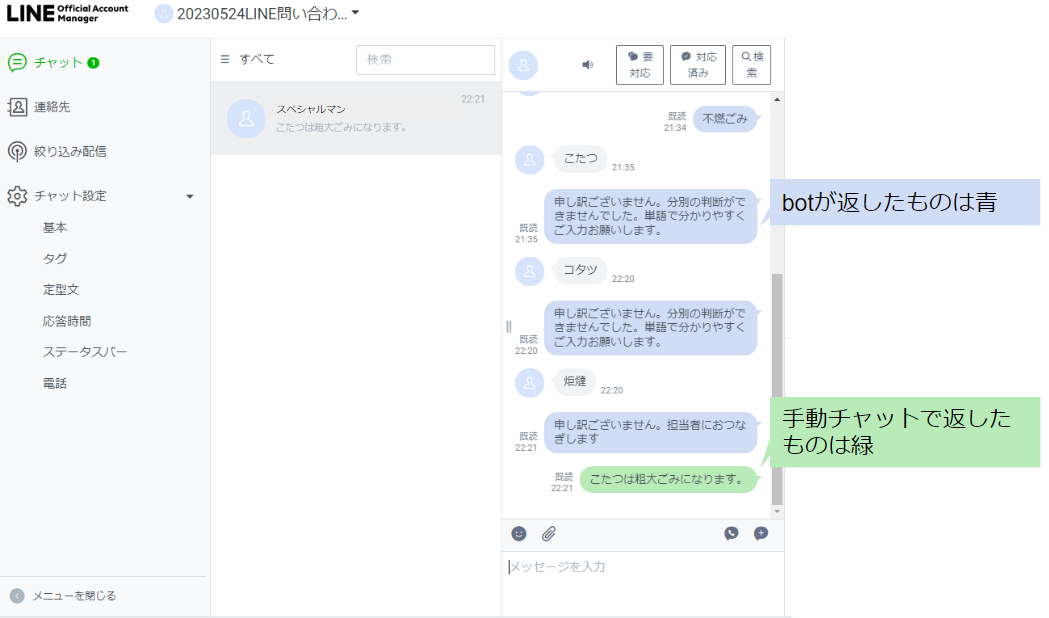 LINE Official Account Manager
20230524LINE問い合わ...
チャット 1
連絡先
絞り込み配信
チャット設定
基本
タグ
定型文
応答時間
ステータスバー
電話
メニューを閉じる
すべて
検索
スペシャルマン
22:21
こたつは粗大ごみになります。
要
対応
対応
済み
検
索
不燃ごみ
既読
21:34
こたつ
21:35
申し訳ございません。分別の判断がで
きませんでした。単語で分かりやすく
ご入力お願いします。
既読
21:35
コタツ
22:20
申し訳ございません。分別の判断がで
きませんでした。単語で分かりやすく
ご入力お願いします。
既読
22:20
炬燵
22:20
申し訳ございません。担当者におつな
ぎします
既読
22:21
こたつは粗大ごみになります。
既読
22:21
メッセージを入力
botが返したものは青
手動チャットで返した
ものは緑